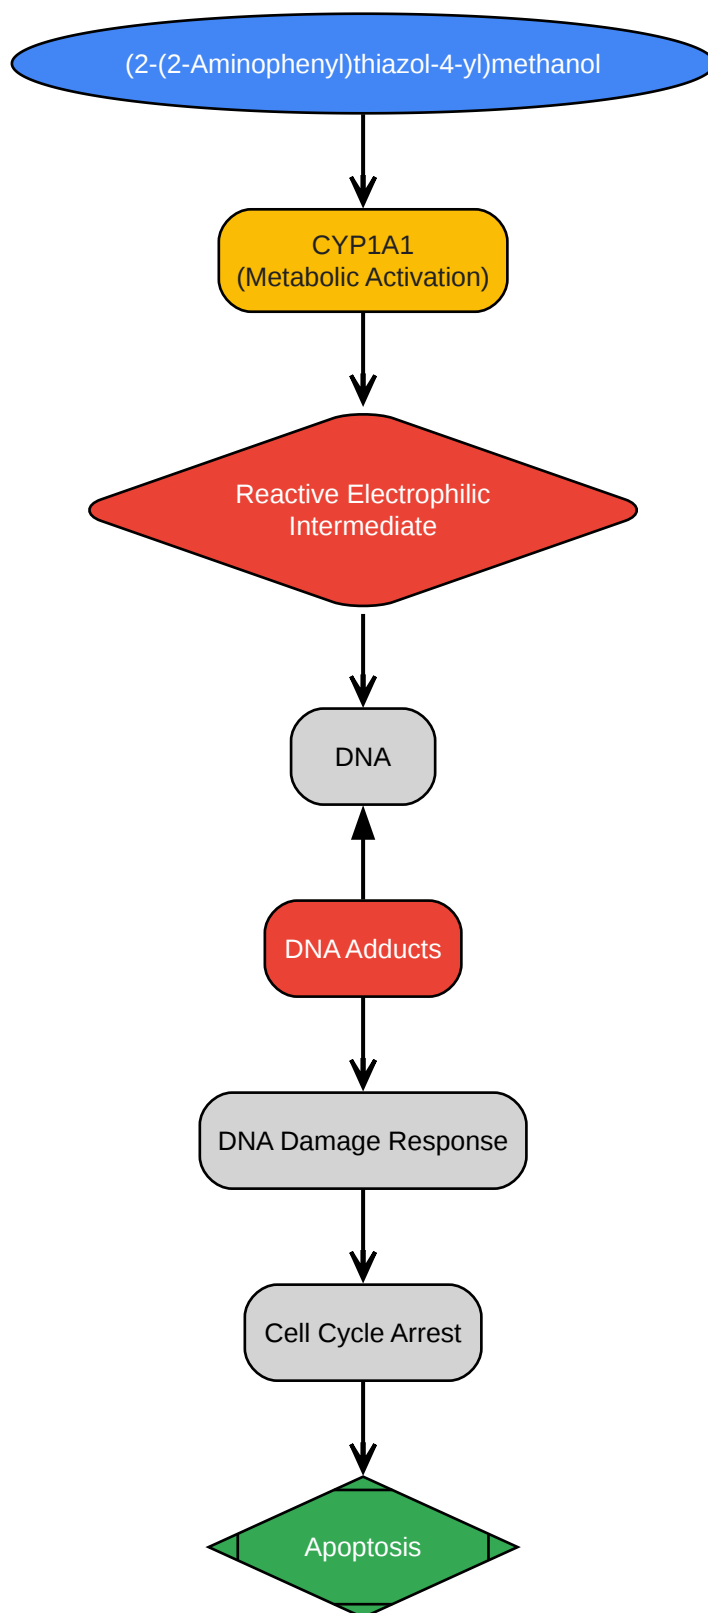 (2-(2-Aminophenyl)thiazol-4-yl)methanol
CYP1A1
(Metabolic Activation)
Reactive Electrophilic
Intermediate
DNA
DNA Adducts
DNA Damage Response
Cell Cycle Arrest
Apoptosis